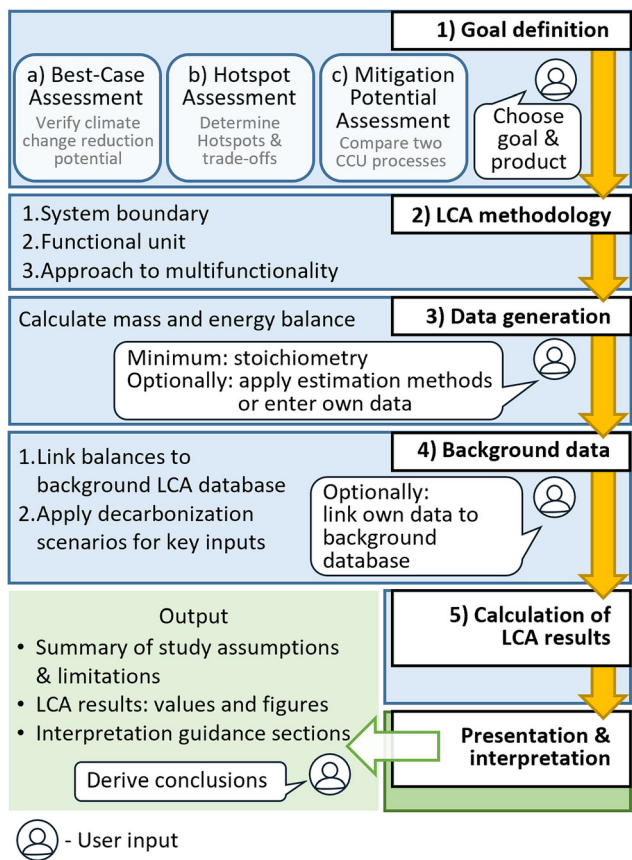 1) Goal definition
a) Best-Case
Assessment
Verify climate
change reduction
potential
b) Hotspot
Assessment
Determine
Hotspots &
trade-offs
c) Mitigation
Potential
Assessment
Compare two
CCU processes
Choose
goal &
product
2) LCA methodology
1.System boundary
2.Functional unit
3.Approach to multifunctionality
3) Data generation
Calculate mass and energy balance
Minimum: stoichiometry
Optionally: apply estimation methods
or enter own data
4) Background data
1.Link balances to
background LCA database
2.Apply decarbonization
scenarios for key inputs
Optionally:
link own data to
background
database
5) Calculation of
LCA results
Presentation &
interpretation
Output
• Summary of study assumptions
& limitations
• LCA results: values and figures
• Interpretation guidance sections
Derive conclusions
- User input